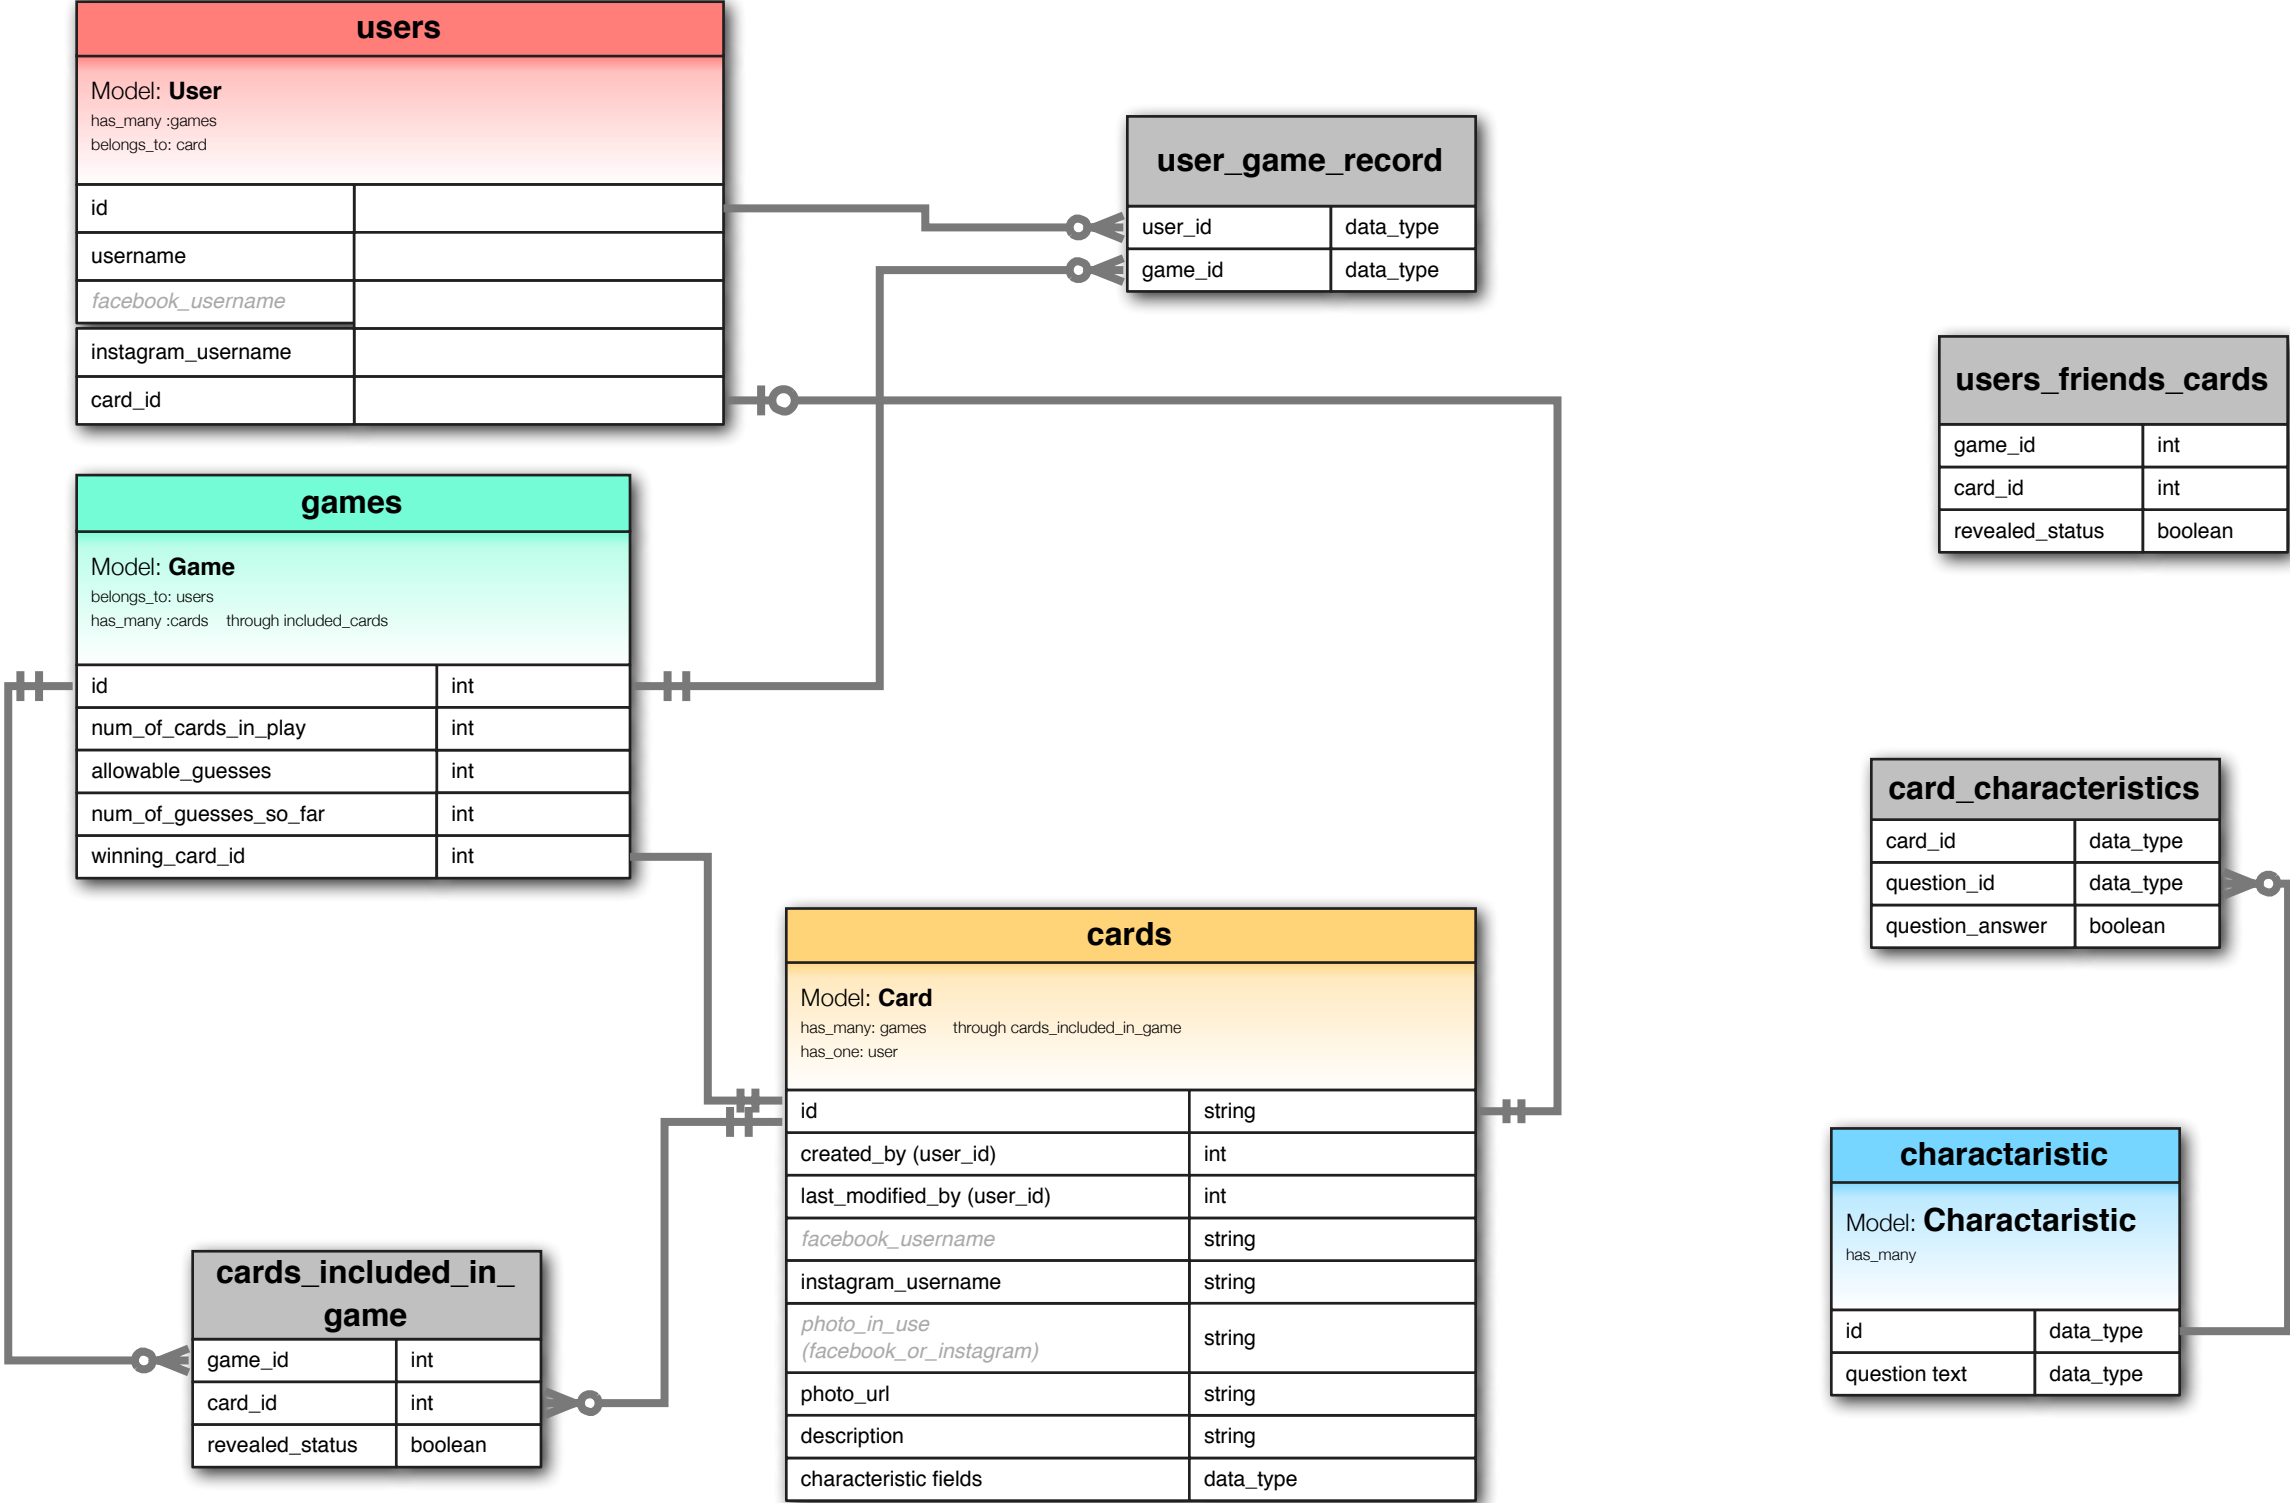 users
Model: User
has_many :games
belongs_to: card
id
username
facebook_username
instagram_username
card_id
user_game_record
user_id data_type
game_id data_type
users_friends_cards
game_id int
card_id int
revealed_status boolean
games
Model: Game
belongs_to: users
has_many :cards through included_cards
id int
num_of_cards_in_play int
allowable_guesses int
num_of_guesses_so_far int
winning_card_id int
card_characteristics
card_id data_type
question_id data_type
question_answer boolean
cards
Model: Card
has_many: games through cards_included_in_game
has_one: user
id string
created_by (user_id) int
last_modified_by (user_id) int
facebook_username string
instagram_username string
photo_in_use
(facebook_or_instagram) string
photo_url string
description string
characteristic fields data_type
charactaristic
Model: Charactaristic
has_many
id data_type
question text data_type
cards_included_in_
game
game_id int
card_id int
revealed_status boolean